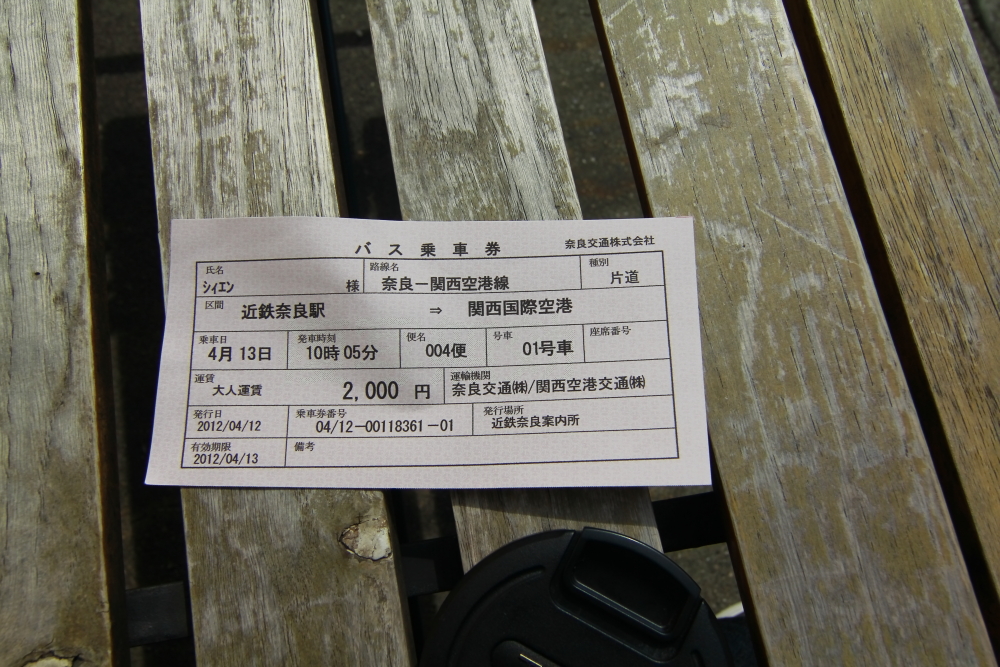 バス乗車券 奈良交通株式会社
氏名 路線名 種別
シィエン 様 奈良－関西空港線 片道
区間 近鉄奈良駅 ⇒ 関西国際空港
乗車日 発車時刻 便名 号車 座席番号
4月13日 10時05分 004便 01号車
運賃 輸輸機関
大人運賃 2,000 円 奈良交通㈱/関西空港交通㈱
発行日 乗車券番号 発行場所
2012/04/12 04/12－00118361－01 近鉄奈良案内所
有効期限 備考
2012/04/13